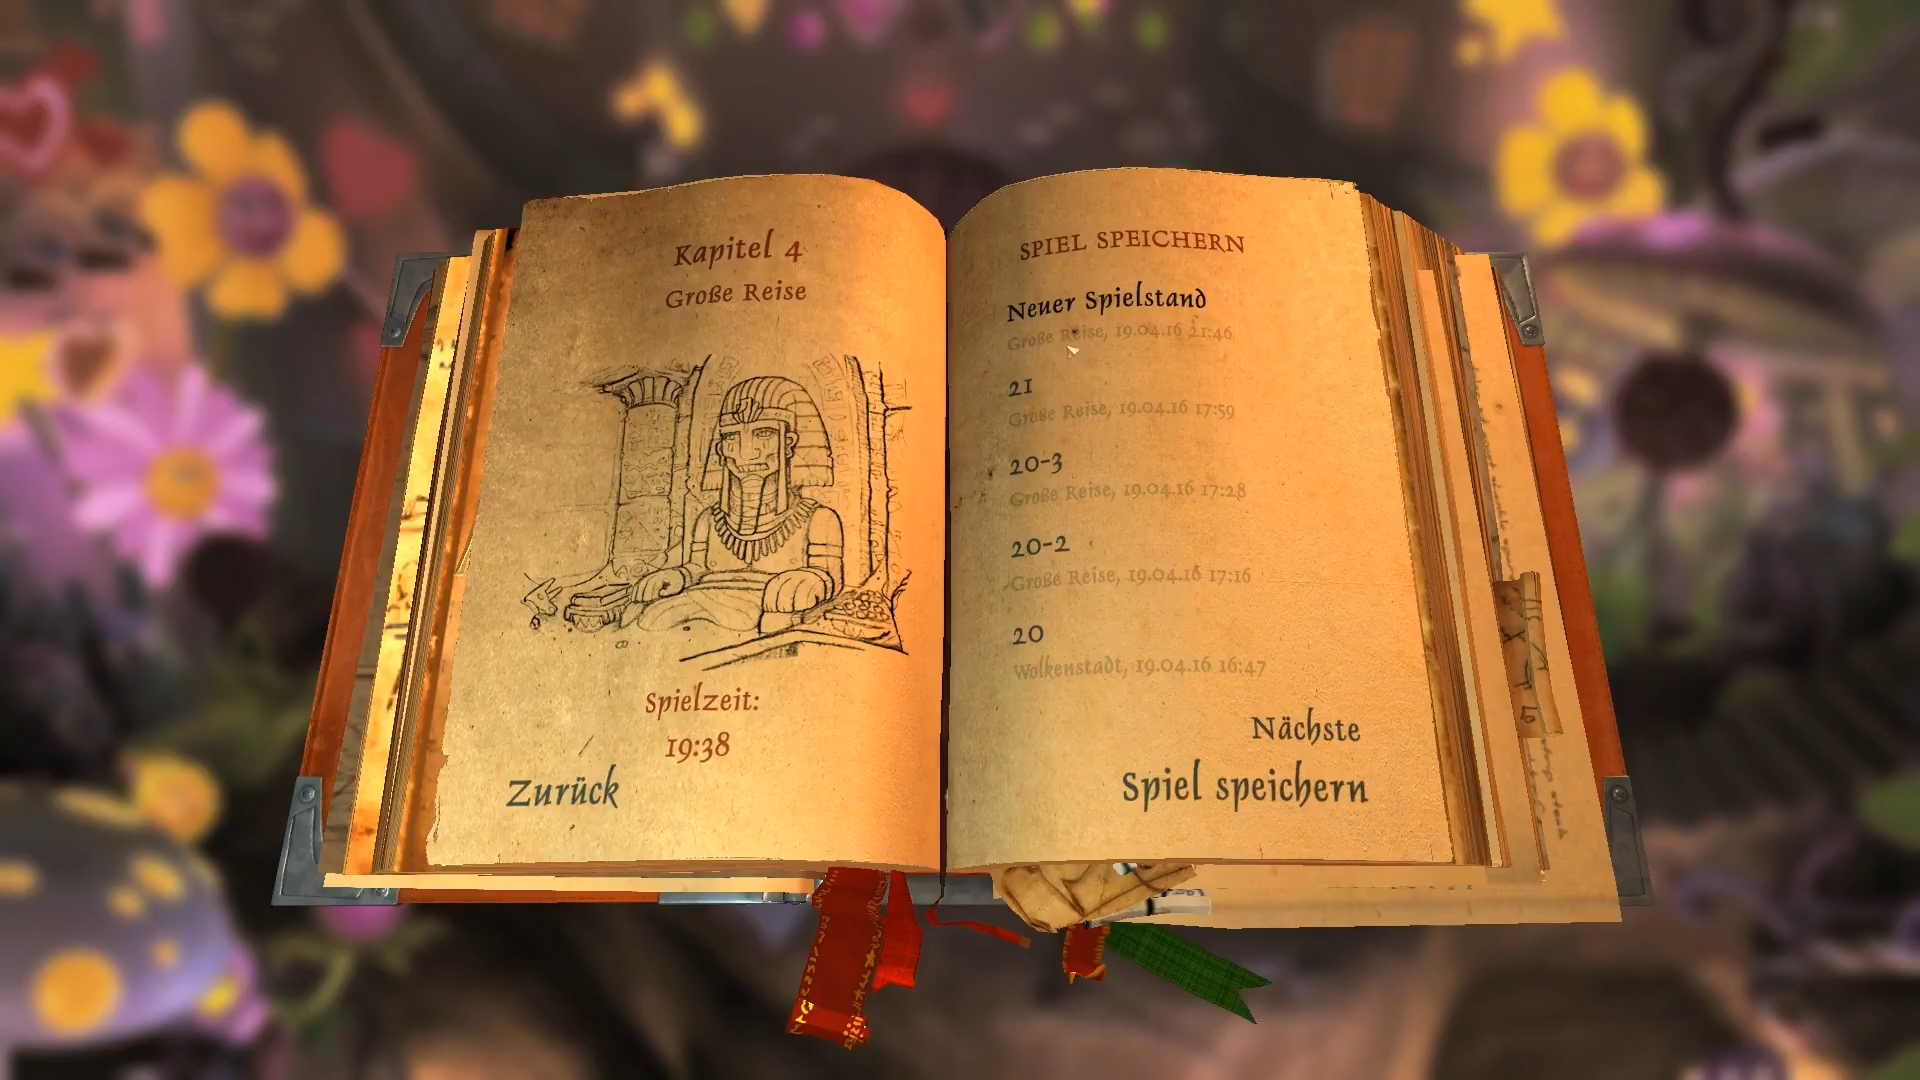 Kapitel 4
Große Reise
Spielzeit:
19:38
Zurück
SPIEL SPEICHERN
Neuer Spielstand
Große Reise, 19.04.16 21:46
21
Große Reise, 19.04.16 17:59
20-3
Große Reise, 19.04.16 17:28
20-2
Große Reise, 19.04.16 17:16
20
Wolkenstadt, 19.04.16 16:47
Nächste
Spiel speichern